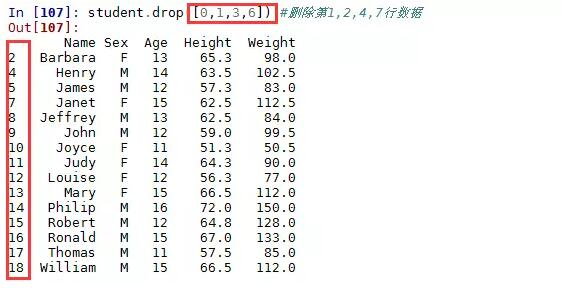 In [107]: student.drop([0,1,3,6]) #删除第1,2,4,7行数据
Out[107]:
Name Sex Age Height Weight
2 Barbara F 13 65.3 98.0
4 Henry M 14 63.5 102.5
5 James M 12 57.3 83.0
7 Janet F 15 62.5 112.5
8 Jeffrey M 13 62.5 84.0
9 John M 12 59.0 99.5
10 Joyce F 11 51.3 50.5
11 Judy F 14 64.3 90.0
12 Louise F 12 56.3 77.0
13 Mary F 15 66.5 112.0
14 Philip M 16 72.0 150.0
15 Robert M 12 64.8 128.0
16 Ronald M 15 67.0 133.0
17 Thomas M 11 57.5 85.0
18 William M 15 66.5 112.0